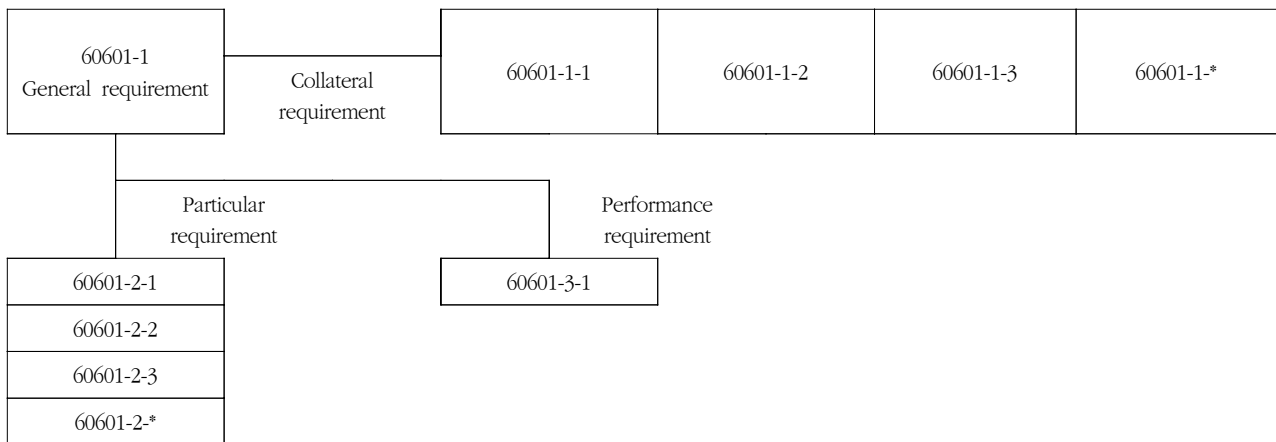 60601-1
General requirement
Collateral
requirement
60601-1-1
60601-1-2
60601-1-3
60601-1-*
Particular
requirement
Performance
requirement
60601-2-1
60601-3-1
60601-2-2
60601-2-3
60601-2-*